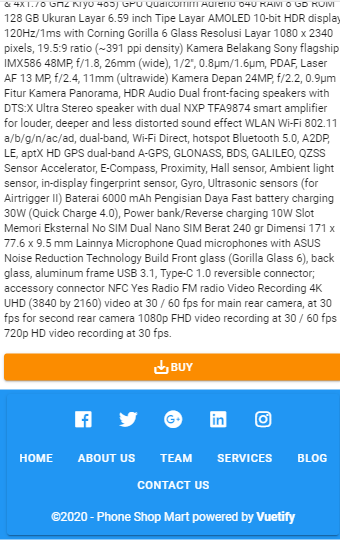 & 4x1.78 GHz Kryo 485) GPU Qualcomm Adreno 640 RAM 8 GB ROM
128 GB Ukuran Layar 6.59 inch Tipe Layar AMOLED 10-bit HDR display
120Hz/1ms with Corning Gorilla 6 Glass Resolusi Layar 1080 x 2340
pixels, 19.5:9 ratio (~391 ppi density) Kamera Belakang Sony flagship
IMX586 48MP, f/1.8, 26mm (wide), 1/2", 0.8µm/1.6µm, PDAF, Laser
AF 13 MP, f/2.4, 11mm (ultrawide) Kamera Depan 24MP, f/2.2, 0.9µm
Fitur Kamera Panorama, HDR Audio Dual front-facing speakers with
DTS:X Ultra Stereo speaker with dual NXP TFA9874 smart amplifier
for louder, deeper and less distorted sound effect WLAN Wi-Fi 802.11
a/b/g/n/ac/ad, dual-band, Wi-Fi Direct, hotspot Bluetooth 5.0, A2DP,
LE, aptX HD GPS dual-band A-GPS, GLONASS, BDS, GALILEO, QZSS
Sensor Accelerator, E-Compass, Proximity, Hall sensor, Ambient light
sensor, in-display fingerprint sensor, Gyro, Ultrasonic sensors (for
Airtrigger II) Baterai 6000 mAh Pengisian Daya Fast battery charging
30W (Quick Charge 4.0), Power bank/Reverse charging 10W Slot
Memori Eksternal No SIM Dual Nano SIM Berat 240 gr Dimensi 171 x
77.6 x 9.5 mm Lainnya Microphone Quad microphones with ASUS
Noise Reduction Technology Build Front glass (Gorilla Glass 6), back
glass, aluminum frame USB 3.1, Type-C 1.0 reversible connector;
accessory connector NFC Yes Radio FM radio Video Recording 4K
UHD (3840 by 2160) video at 30 / 60 fps for main rear camera, at 30
fps for second rear camera 1080p FHD video recording at 30 / 60 fps
720p HD video recording at 30 fps.
BUY
HOME ABOUT US TEAM SERVICES BLOG
CONTACT US
©2020 - Phone Shop Mart powered by Vuetify